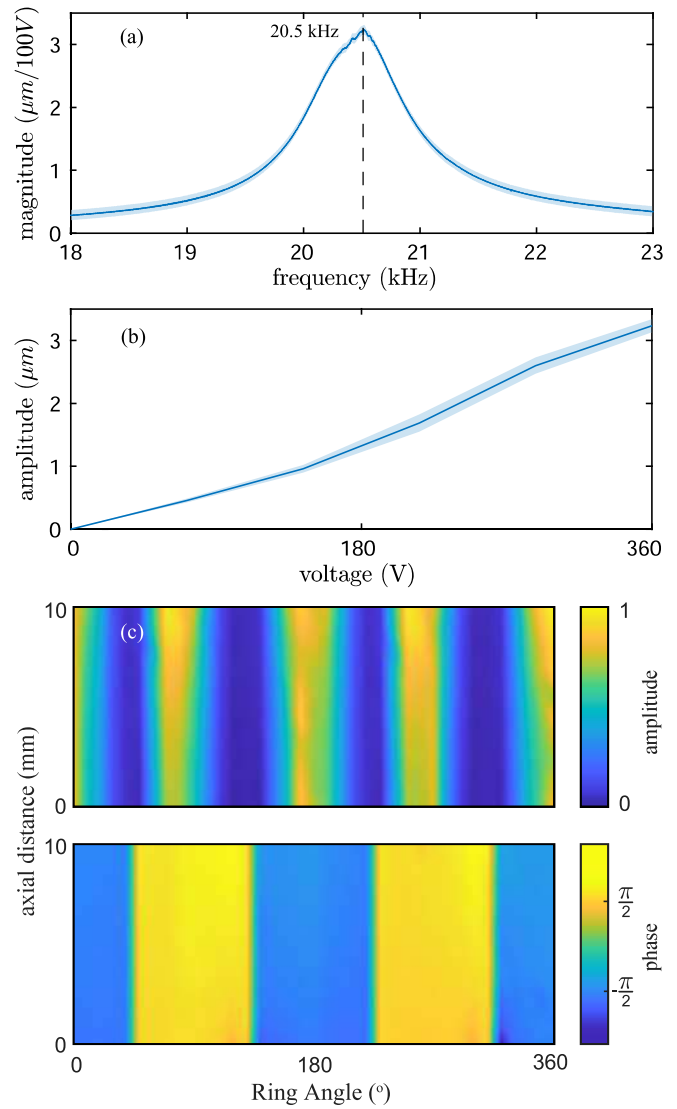 (a)
20.5 kHz
magnitude (μm/100V)
3
2
1
0
18 19 20 21 22 23
frequency (kHz)
(b)
amplitude (μm)
3
2
1
0
0 180 360
voltage (V)
(c)
10
0
1
0
amplitude
axial distance (mm)
10
0
π/2
-π/2
phase
0 180 360
Ring Angle (°)